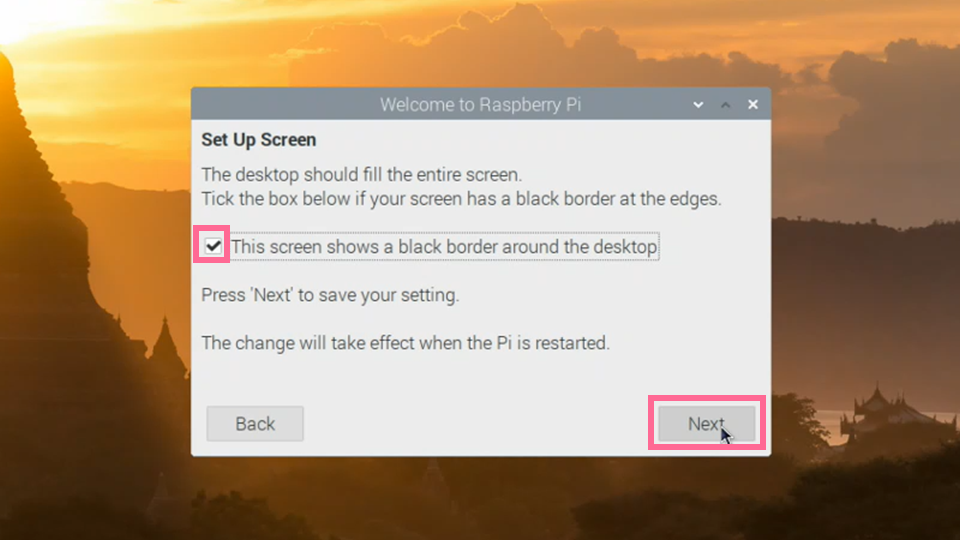 Welcome to Raspberry Pi
Set Up Screen
The desktop should fill the entire screen.
Tick the box below if your screen has a black border at the edges.
This screen shows a black border around the desktop
Press 'Next' to save your setting.
The change will take effect when the Pi is restarted.
Back
Next